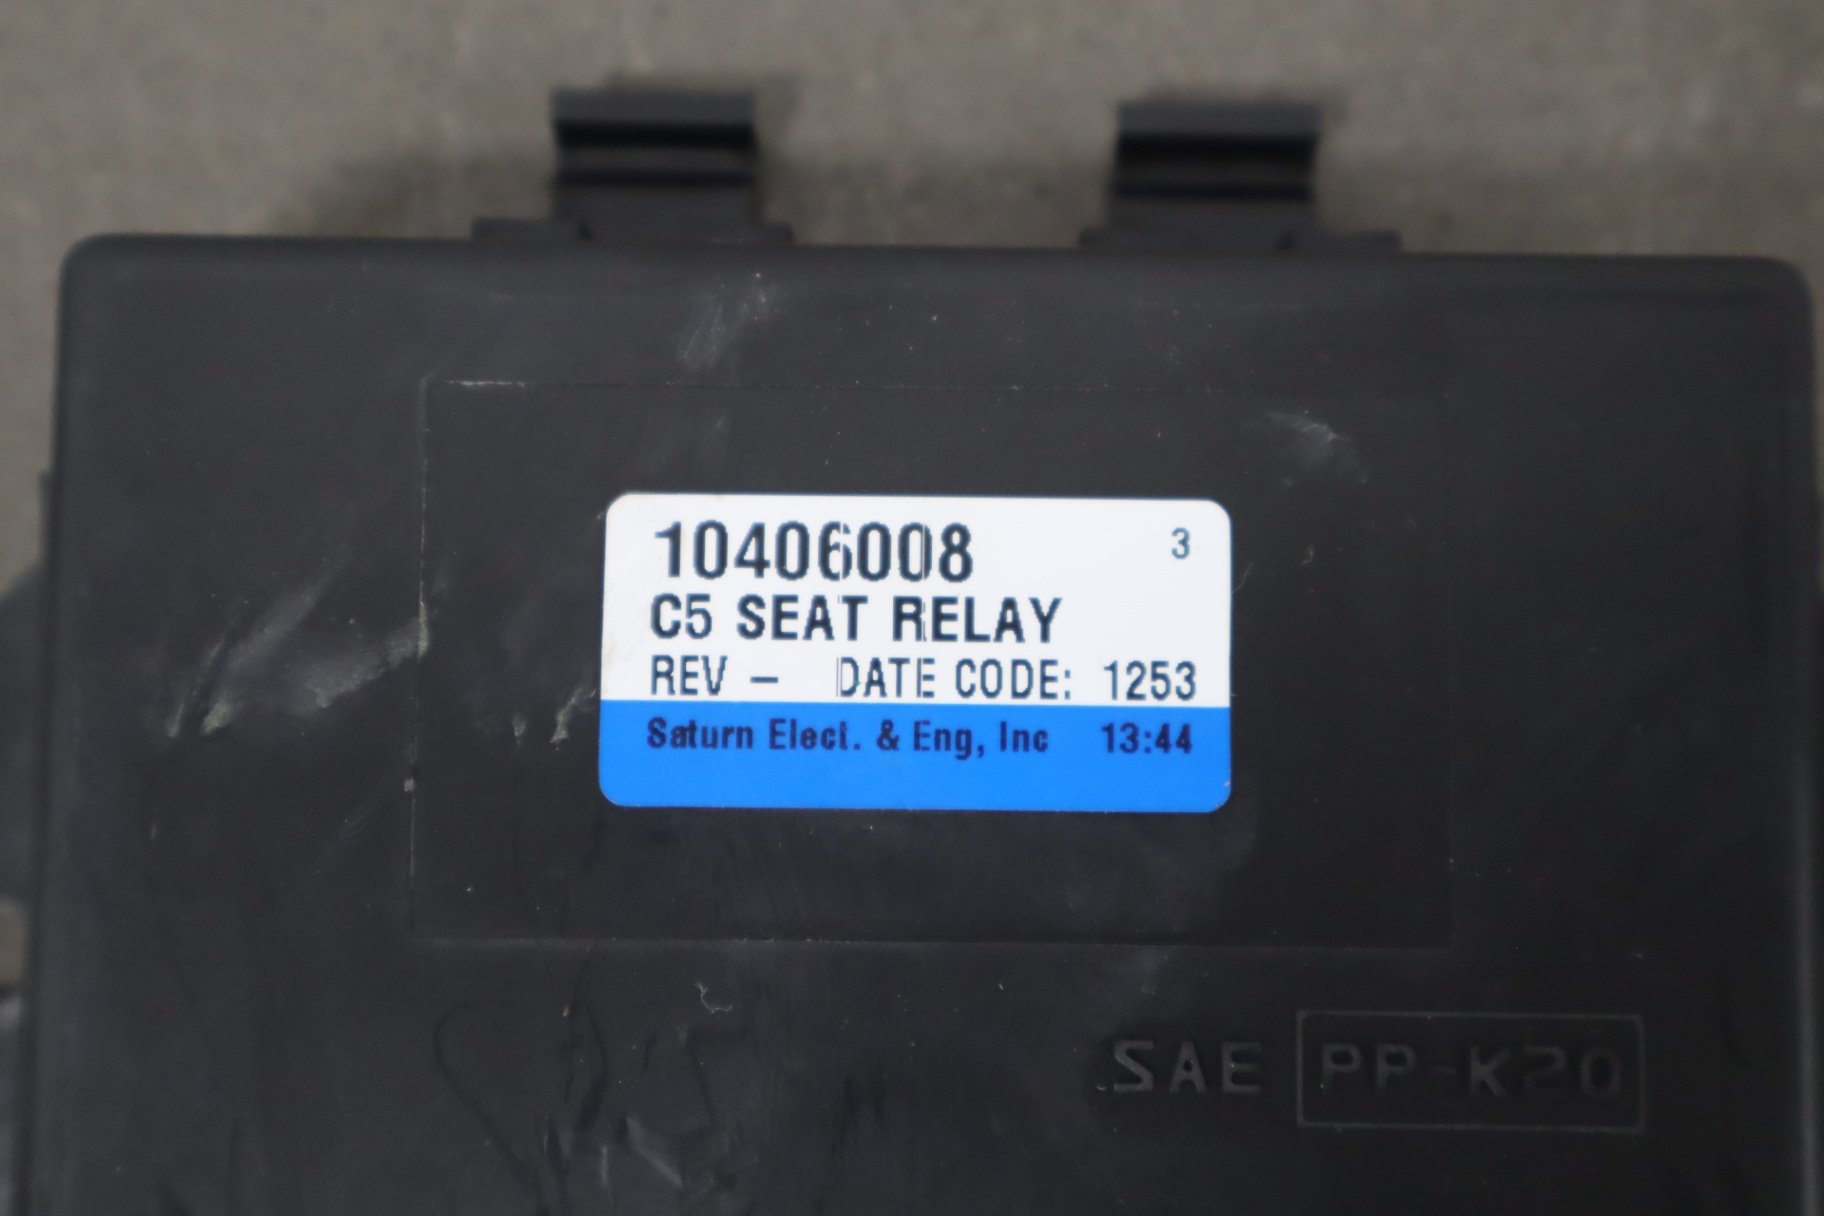 10406008 3
C5 SEAT RELAY
REV - DATE CODE: 1253
Saturn Elect. & Eng, Inc 13:44
SAE PP-K20